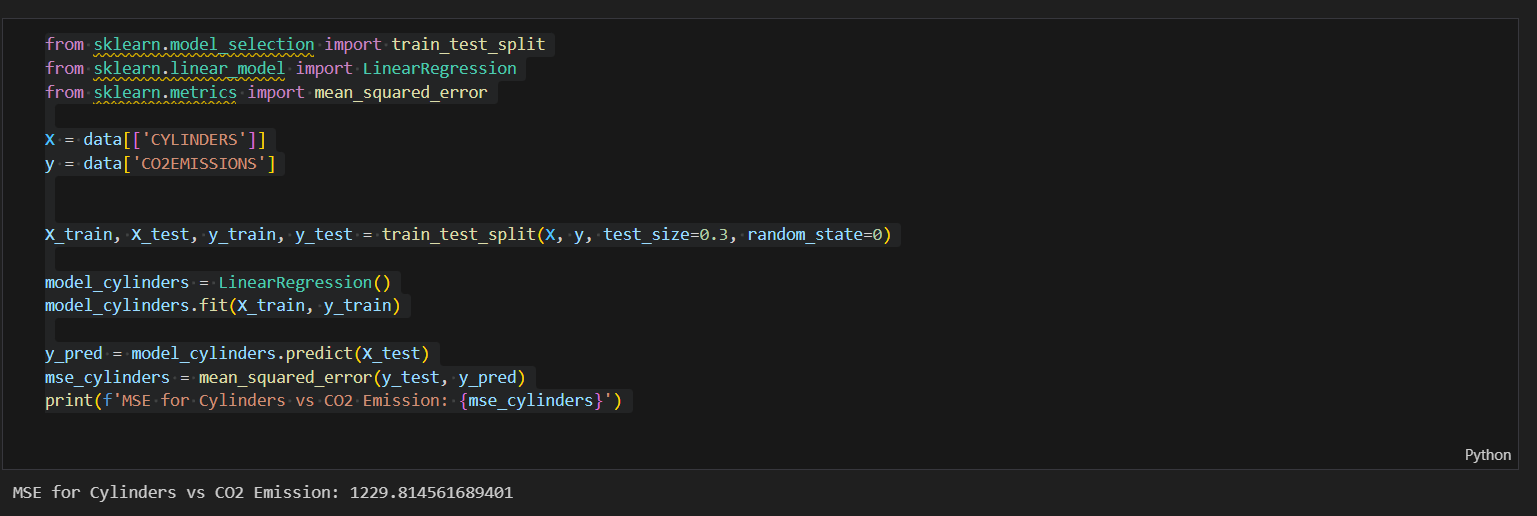 from sklearn.model_selection import train_test_split
from sklearn.linear_model import LinearRegression
from sklearn.metrics import mean_squared_error
X = data[['CYLINDERS']]
y = data['CO2EMISSIONS']
X_train, X_test, y_train, y_test = train_test_split(X, y, test_size=0.3, random_state=0)
model_cylinders = LinearRegression()
model_cylinders.fit(X_train, y_train)
y_pred = model_cylinders.predict(X_test)
mse_cylinders = mean_squared_error(y_test, y_pred)
print(f'MSE for Cylinders vs CO2 Emission: {mse_cylinders}')
Python
MSE for Cylinders vs CO2 Emission: 1229.814561689401